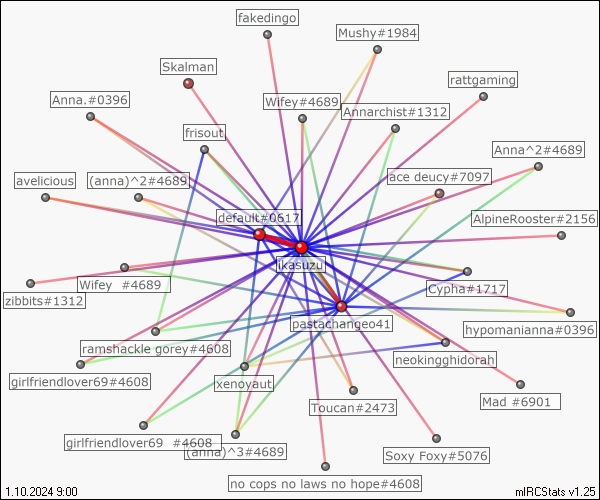 fakedingo
Mushy#1984
Skalman
rattgaming
Anna.#0396
Wifey#4689
Annarchist#1312
frisout
Anna^2#4689
avelicious
(anna)^2#4689
ace deucy#7097
default#0617
AlpineRooster#2156
ikasuzu
Wifey  #4689
Cypha#1717
zibbits#1312
pastachangeo41
hypomanianna#0396
ramshackle gorey#4608
neokingghidorah
girlfriendlover69#4608
xenoyaut
Toucan#2473
Mad  #6901
girlfriendlover69  #4608
(anna)^3#4689
Soxy Foxy#5076
no cops no laws no hope#4608
1.10.2024 9:00
mIRCStats v1.25